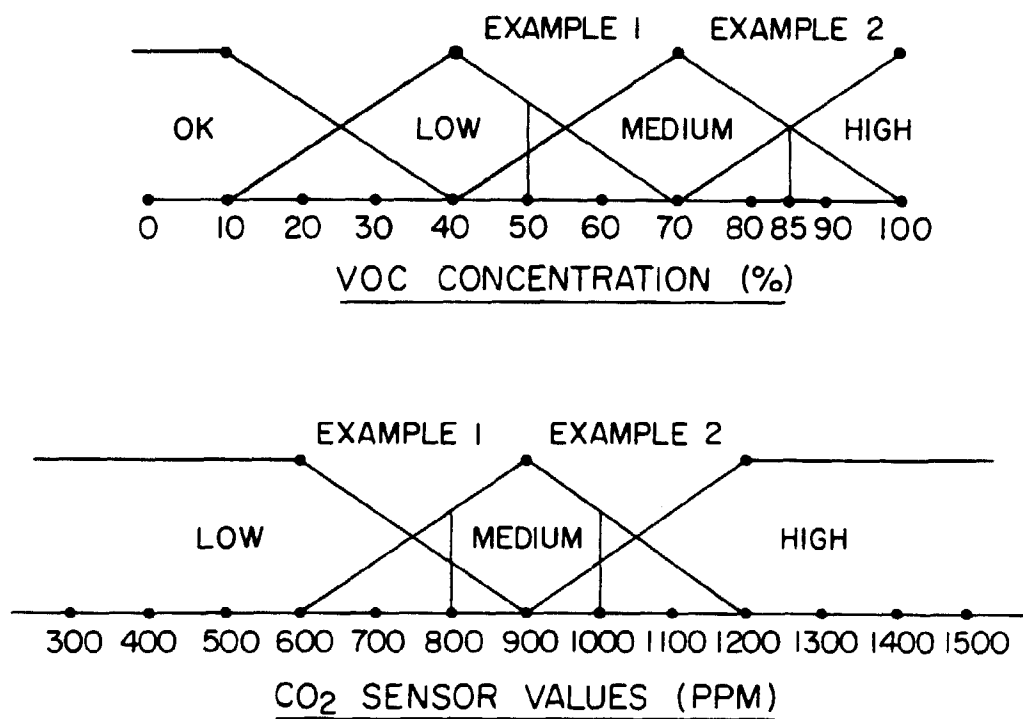 EXAMPLE 1 EXAMPLE 2
OK LOW MEDIUM HIGH
0 10 20 30 40 50 60 70 80 85 90 100
VOC CONCENTRATION (%)
EXAMPLE 1 EXAMPLE 2
LOW MEDIUM HIGH
300 400 500 600 700 800 900 1000 1100 1200 1300 1400 1500
CO2 SENSOR VALUES (PPM)